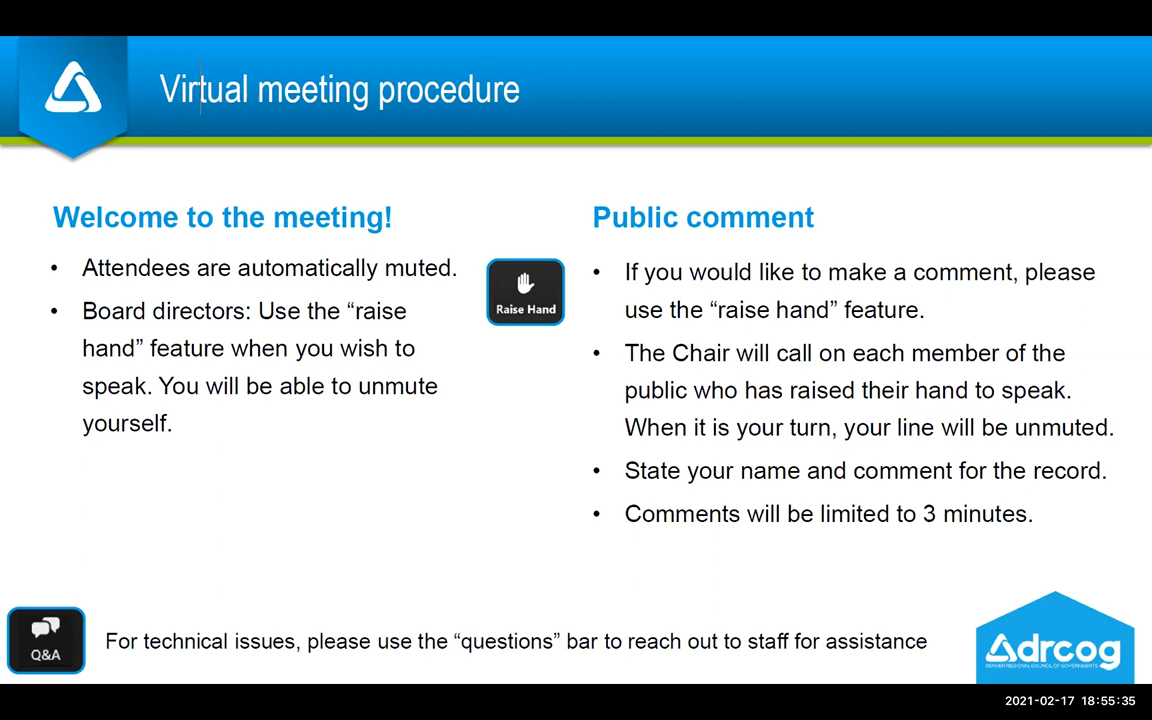 Virtual meeting procedure
Welcome to the meeting!
• Attendees are automatically muted.
• Board directors: Use the “raise
hand” feature when you wish to
speak. You will be able to unmute
yourself.
Raise Hand
Public comment
• If you would like to make a comment, please
use the “raise hand” feature.
• The Chair will call on each member of the
public who has raised their hand to speak.
When it is your turn, your line will be unmuted.
• State your name and comment for the record.
• Comments will be limited to 3 minutes.
Q&A
For technical issues, please use the “questions” bar to reach out to staff for assistance
drcog
DENVER REGIONAL COUNCIL OF GOVERNMENTS
2021-02-17 18:55:35